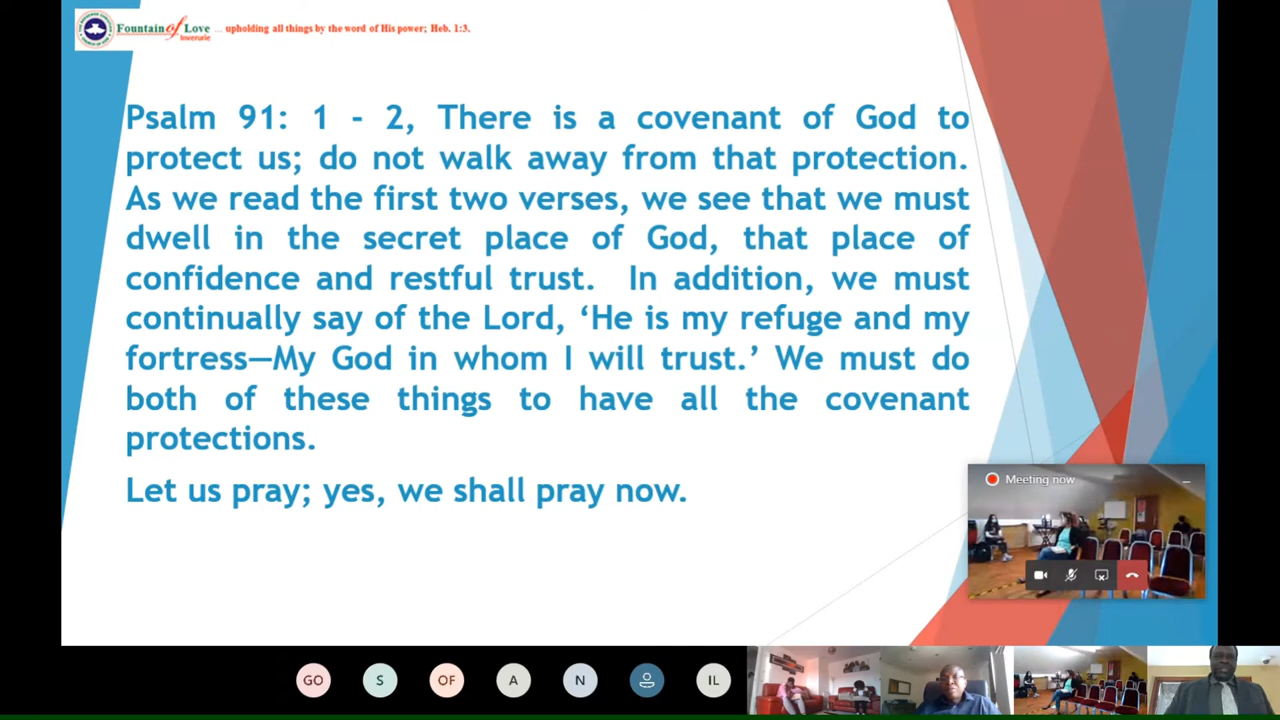 Fountain of Love ... upholding all things by the word of His power; Heb. 1:3.
Inverurie
Psalm 91: 1 - 2, There is a covenant of God to
protect us; do not walk away from that protection.
As we read the first two verses, we see that we must
dwell in the secret place of God, that place of
confidence and restful trust. In addition, we must
continually say of the Lord, ‘He is my refuge and my
fortress—My God in whom I will trust.’ We must do
both of these things to have all the covenant
protections.
Let us pray; yes, we shall pray now.
Meeting now
GO S OF A N IL